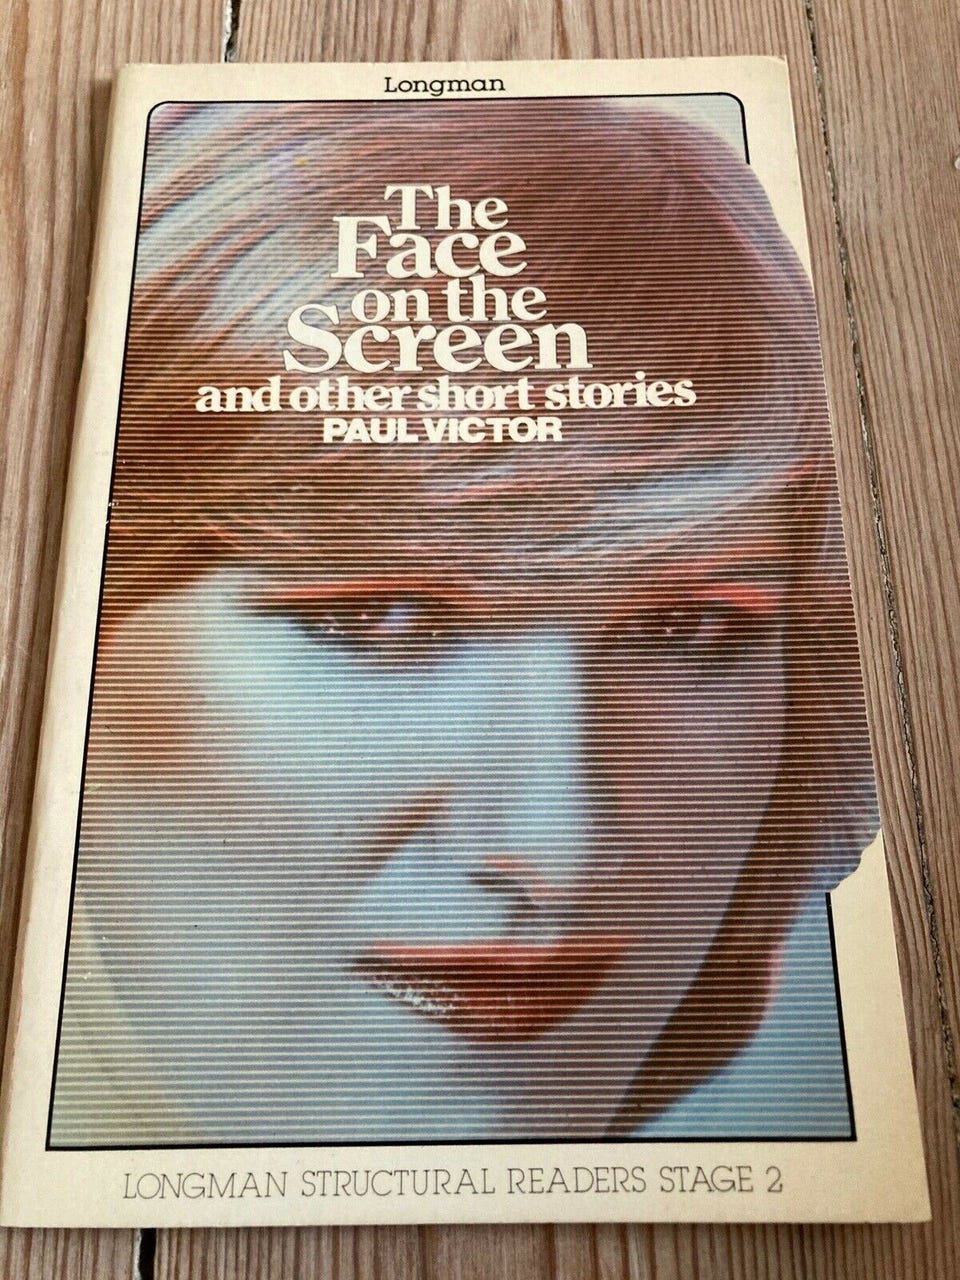 Longman
The
Face
on the
Screen
and other short stories
PAUL VICTOR
LONGMAN STRUCTURAL READERS STAGE 2